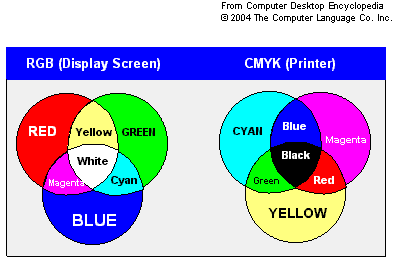 From Computer Desktop Encyclopedia
© 2004 The Computer Language Co. Inc.
RGB (Display Screen)
RED
Yellow
GREEN
White
Magenta
Cyan
BLUE
CMYK (Printer)
CYAN
Blue
Magenta
Black
Green
Red
YELLOW